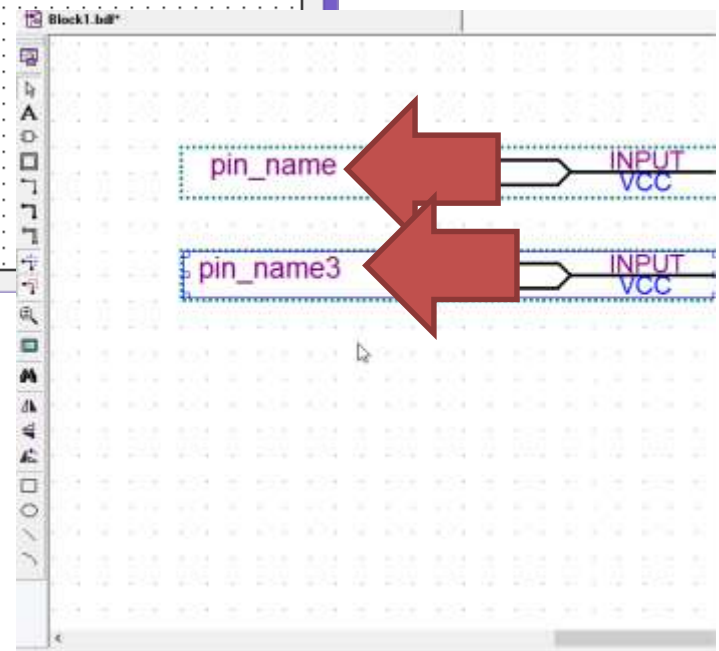 Block1.bdf*
A
pin_name
INPUT
VCC
pin_name3
INPUT
VCC